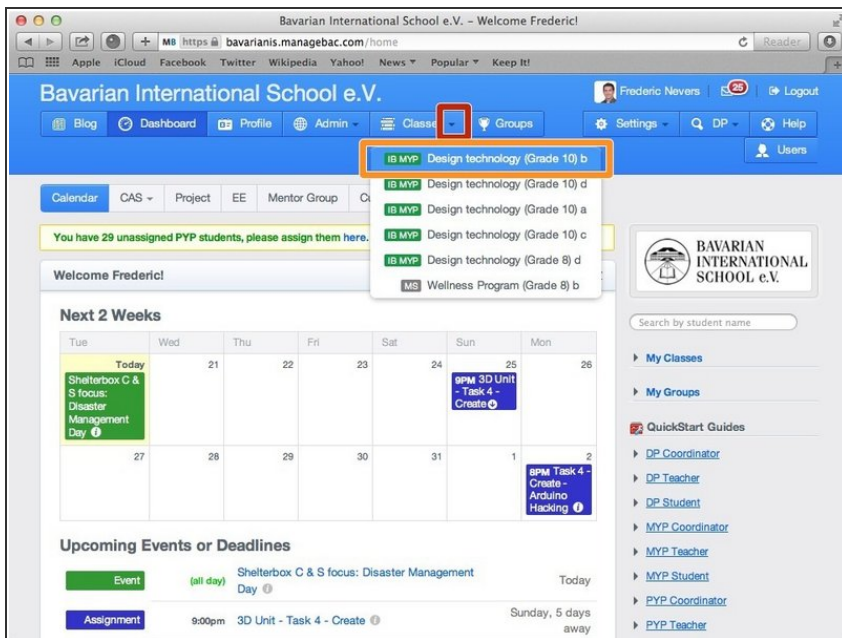 Bavarian International School e.V. – Welcome Frederic!
MB https bavarianis.managebac.com/home
Reader
Apple iCloud Facebook Twitter Wikipedia Yahoo! News Popular Keep It!
Bavarian International School e.V.
Frederic Nevers 25 Logout
Blog Dashboard Profile Admin Classe Groups Settings DP Help
Users
IB MYP Design technology (Grade 10) b
IB MYP Design technology (Grade 10) d
IB MYP Design technology (Grade 10) a
IB MYP Design technology (Grade 10) c
IB MYP Design technology (Grade 8) d
MS Wellness Program (Grade 8) b
Calendar CAS Project EE Mentor Group
You have 29 unassigned PYP students, please assign them here.
Welcome Frederic!
Next 2 Weeks
Tue Wed Thu Fri Sat Sun Mon
Today 21 22 23 24 25 26
Shelterbox C &
S focus:
Disaster
Management
Day
9PM 3D Unit
- Task 4 -
Create
27 28 29 30 31 1 2
8PM Task 4 -
Create -
Arduino
Hacking
Upcoming Events or Deadlines
Event (all day) Shelterbox C & S focus: Disaster Management
Day
Today
Assignment 9:00pm 3D Unit - Task 4 - Create
Sunday, 5 days
away
BAVARIAN
INTERNATIONAL
SCHOOL e.V.
Search by student name
My Classes
My Groups
QuickStart Guides
DP Coordinator
DP Teacher
DP Student
MYP Coordinator
MYP Teacher
MYP Student
PYP Coordinator
PYP Teacher